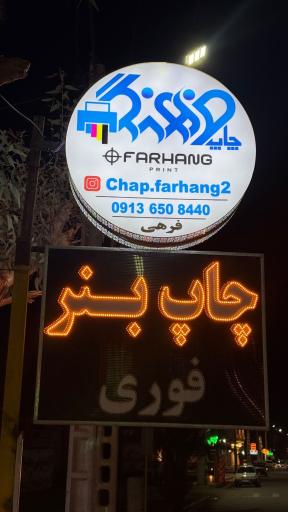 چاپ فرهنگ
FARHANG
PRINT
Chap.farhang2
0913 650 8440
فرهی
چاپ بنر
فوری